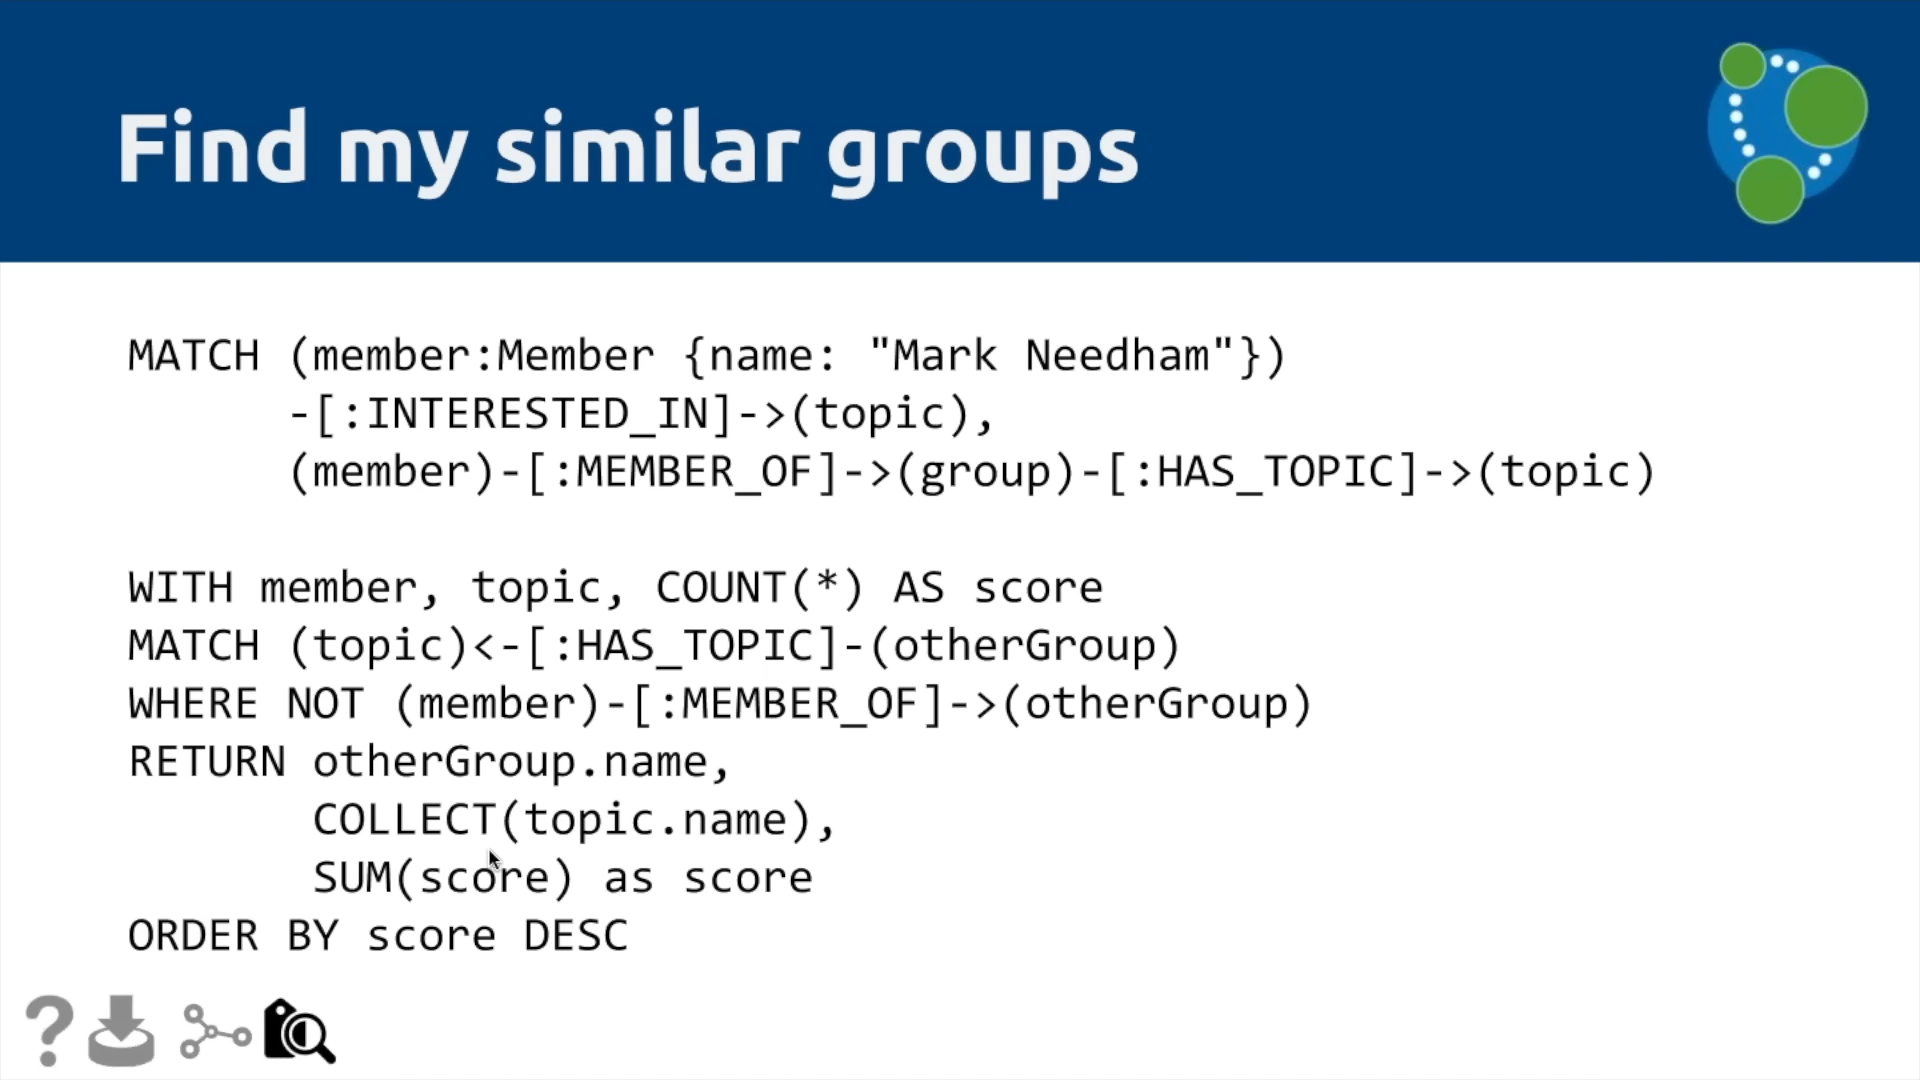 Find my similar groups
MATCH (member:Member {name: "Mark Needham"})
-[:INTERESTED_IN]->(topic),
(member)-[:MEMBER_OF]->(group)-[:HAS_TOPIC]->(topic)
WITH member, topic, COUNT(*) AS score
MATCH (topic)<-[:HAS_TOPIC]-(otherGroup)
WHERE NOT (member)-[:MEMBER_OF]->(otherGroup)
RETURN otherGroup.name,
COLLECT(topic.name),
SUM(score) as score
ORDER BY score DESC